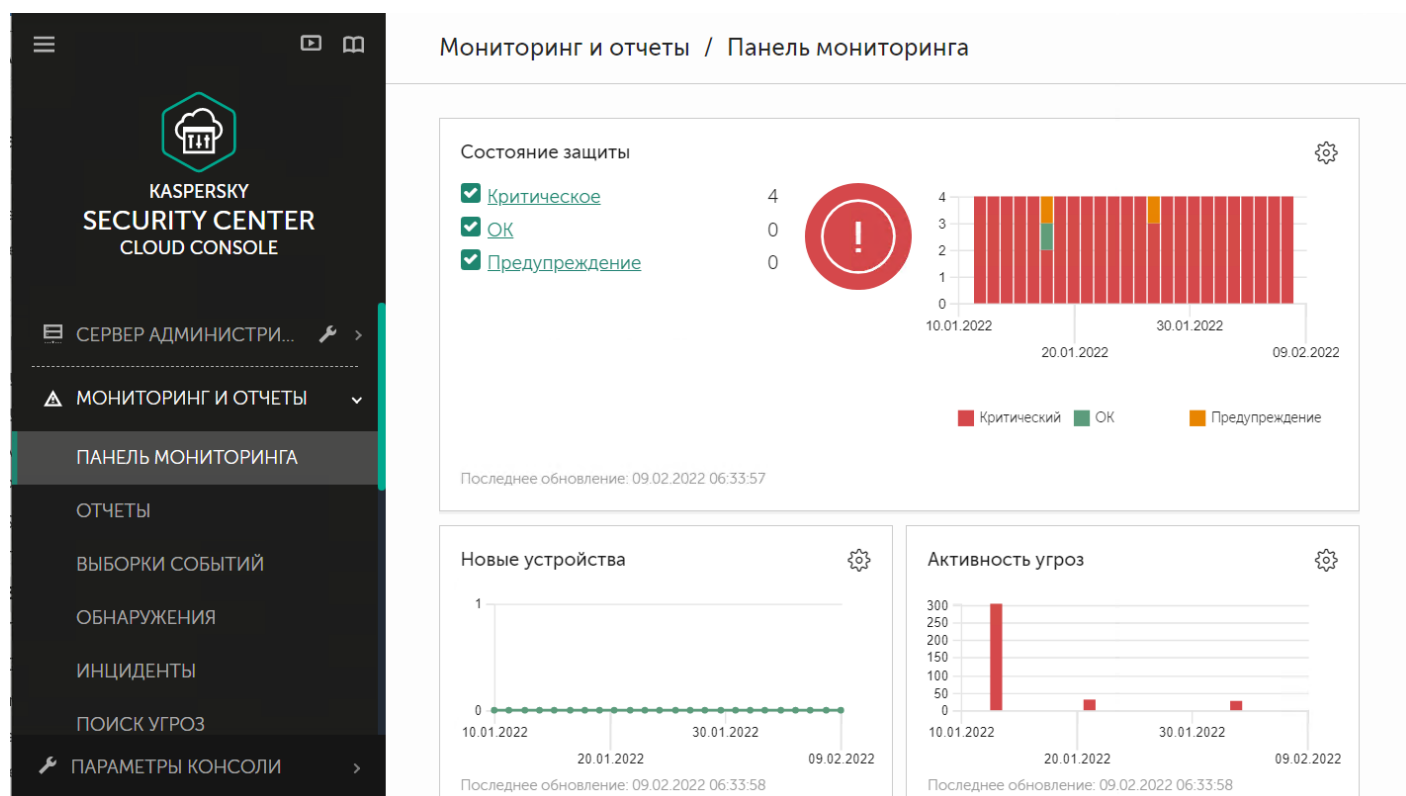 KASPERSKY
SECURITY CENTER
CLOUD CONSOLE
СЕРВЕР АДМИНИСТРИ...
МОНИТОРИНГ И ОТЧЕТЫ
ПАНЕЛЬ МОНИТОРИНГА
ОТЧЕТЫ
ВЫБОРКИ СОБЫТИЙ
ОБНАРУЖЕНИЯ
ИНЦИДЕНТЫ
ПОИСК УГРОЗ
ПАРАМЕТРЫ КОНСОЛИ
Мониторинг и отчеты / Панель мониторинга
Состояние защиты
Критическое 4
ОК 0
Предупреждение 0
4
3
2
1
0
10.01.2022 30.01.2022
20.01.2022 09.02.2022
Критический ОК Предупреждение
Последнее обновление: 09.02.2022 06:33:57
Новые устройства
1
0
10.01.2022 30.01.2022
20.01.2022 09.02.2022
Последнее обновление: 09.02.2022 06:33:58
Активность угроз
300
250
200
150
100
50
0
10.01.2022 30.01.2022
20.01.2022 09.02.2022
Последнее обновление: 09.02.2022 06:33:58